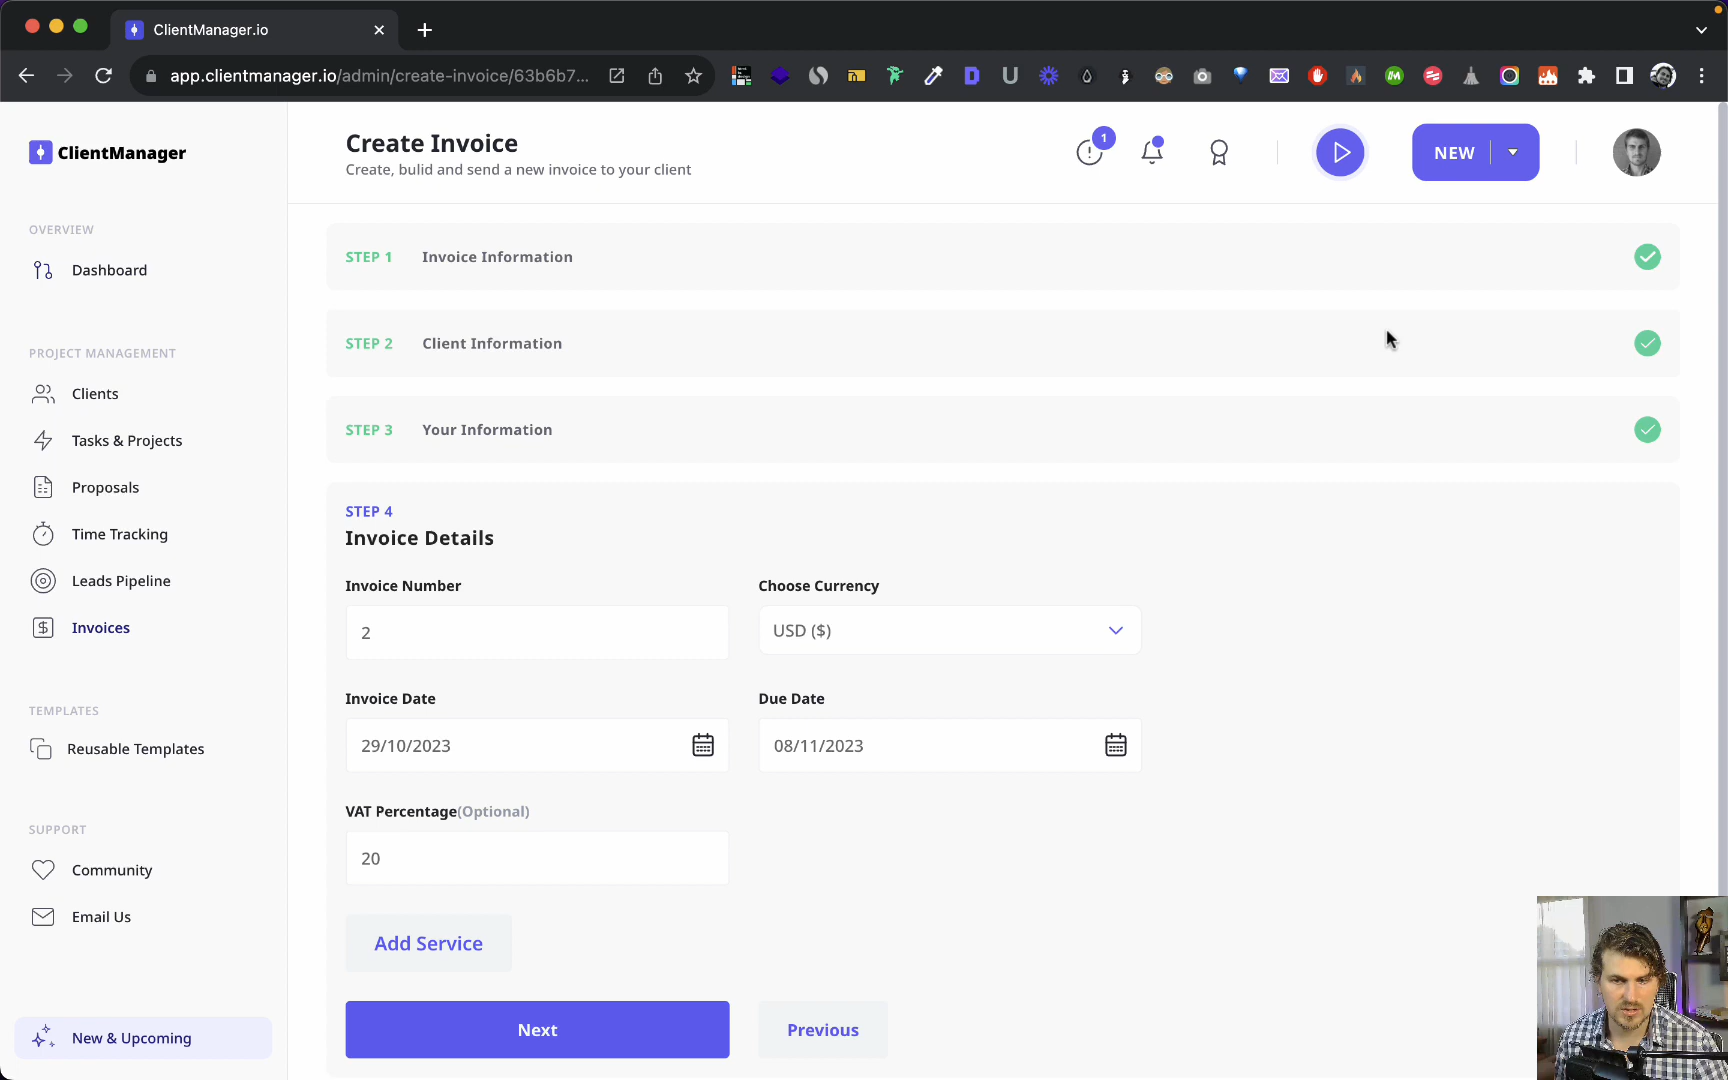 ClientManager.io
app.clientmanager.io/admin/create-invoice/63b6b7...
ClientManager
Create Invoice
Create, bulid and send a new invoice to your client
1
NEW
OVERVIEW
Dashboard
PROJECT MANAGEMENT
Clients
Tasks & Projects
Proposals
Time Tracking
Leads Pipeline
Invoices
TEMPLATES
Reusable Templates
SUPPORT
Community
Email Us
New & Upcoming
STEP 1 Invoice Information
STEP 2 Client Information
STEP 3 Your Information
STEP 4
Invoice Details
Invoice Number Choose Currency
2 USD ($)
Invoice Date Due Date
29/10/2023 08/11/2023
VAT Percentage(Optional)
20
Add Service
Next Previous